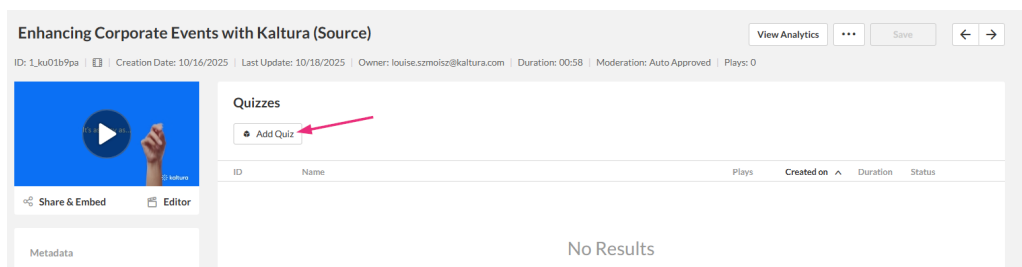 Enhancing Corporate Events with Kaltura (Source)
View Analytics
Save
ID: 1_ku01b9pa | Creation Date: 10/16/2025 | Last Update: 10/18/2025 | Owner: louise.szmoisz@kaltura.com | Duration: 00:58 | Moderation: Auto Approved | Plays: 0
kaltura
Share & Embed Editor
Metadata
Quizzes
Add Quiz
ID Name Plays Created on Duration Status
No Results